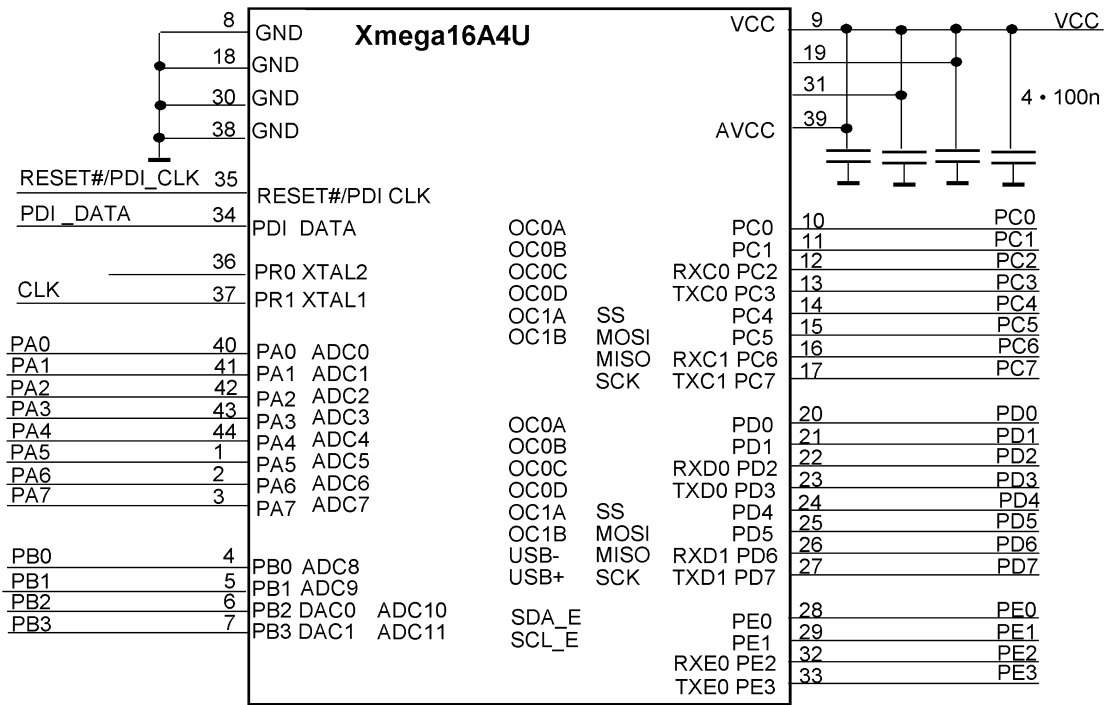 Xmega16A4U
8 GND
18 GND
30 GND
38 GND
RESET#/PDI_CLK 35 RESET#/PDI CLK
PDI _DATA 34 PDI DATA
36 PR0 XTAL2
CLK 37 PR1 XTAL1
PA0 40 PA0 ADC0
PA1 41 PA1 ADC1
PA2 42 PA2 ADC2
PA3 43 PA3 ADC3
PA4 44 PA4 ADC4
PA5 1 PA5 ADC5
PA6 2 PA6 ADC6
PA7 3 PA7 ADC7
PB0 4 PB0 ADC8
PB1 5 PB1 ADC9
PB2 6 PB2 DAC0 ADC10
PB3 7 PB3 DAC1 ADC11
VCC 9 VCC
19
31
4 • 100n
AVCC 39
OC0A PC0 10 PC0
OC0B PC1 11 PC1
OC0C RXC0 PC2 12 PC2
OC0D TXC0 PC3 13 PC3
OC1A SS PC4 14 PC4
OC1B MOSI PC5 15 PC5
MISO RXC1 PC6 16 PC6
SCK TXC1 PC7 17 PC7
OC0A PD0 20 PD0
OC0B PD1 21 PD1
OC0C RXD0 PD2 22 PD2
OC0D TXD0 PD3 23 PD3
OC1A SS PD4 24 PD4
OC1B MOSI PD5 25 PD5
USB- MISO RXD1 PD6 26 PD6
USB+ SCK TXD1 PD7 27 PD7
SDA_E PE0 28 PE0
SCL_E PE1 29 PE1
RXE0 PE2 32 PE2
TXE0 PE3 33 PE3